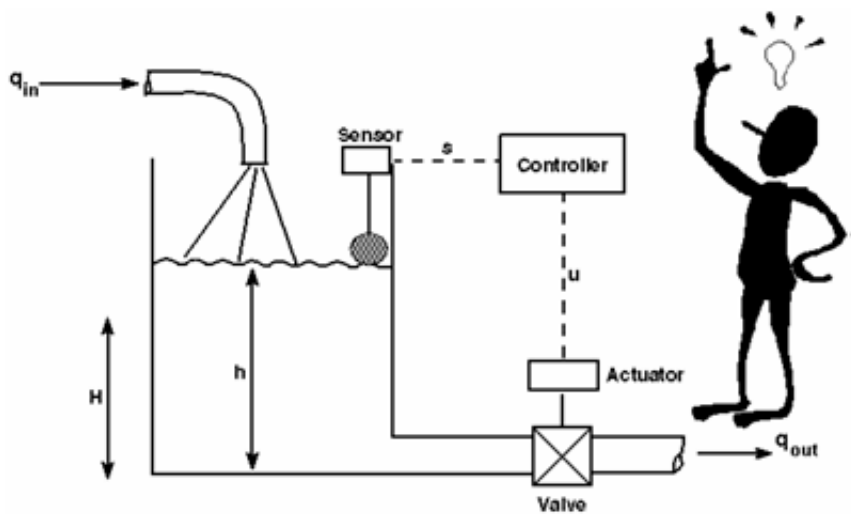 q_in
Sensor
s
Controller
u
h
H
Actuator
q_out
Valve